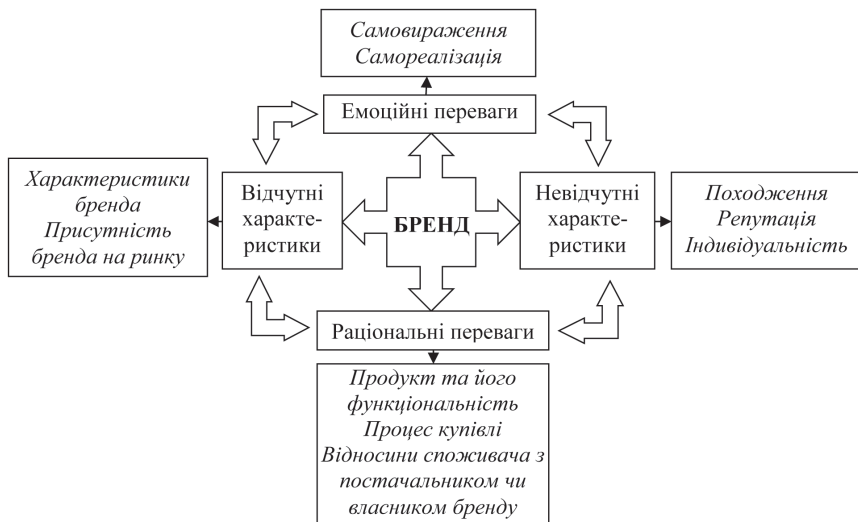 Самовираження
Самореалізація
Емоційні переваги
Характеристики
бренда
Присутність
бренда на ринку
Відчутні
характе-
ристики
БРЕНД
Невідчутні
характе-
ристики
Походження
Репутація
Індивідуальність
Раціональні переваги
Продукт та його
функціональність
Процес купівлі
Відносини споживача з
постачальником чи
власником бренду